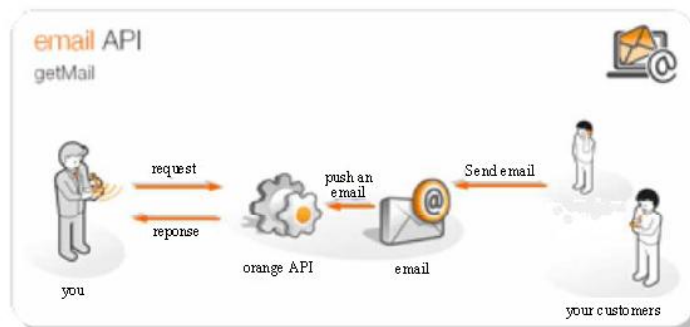 email API
getMail
request
push an
email
Send email
reponse
orange API
email
you
your customers
@
@